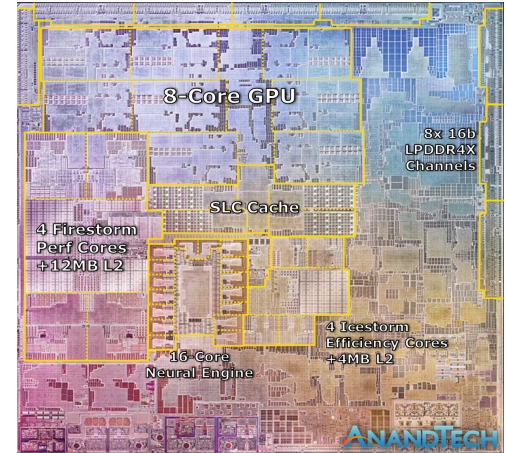 8-Core GPU
8x 16b
LPDDR4X
Channels
SLC Cache
4 Firestorm
Perf Cores
+12MB L2
4 Icestorm
Efficiency Cores
+4MB L2
16-Core
Neural Engine
ANANDTECH